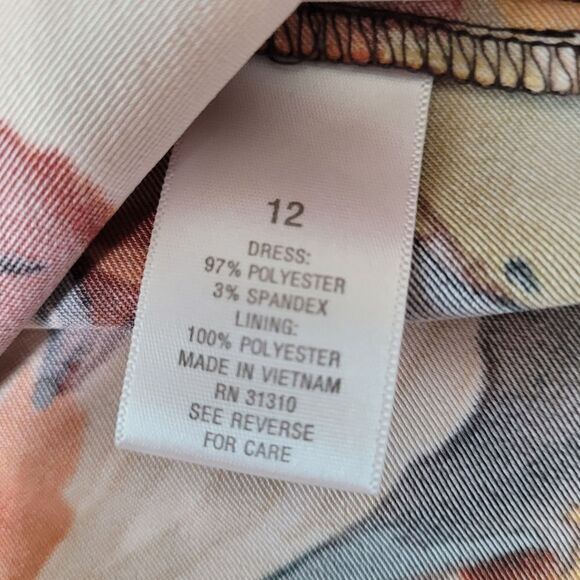 12
DRESS:
97% POLYESTER
3% SPANDEX
LINING:
100% POLYESTER
MADE IN VIETNAM
RN 31310
SEE REVERSE
FOR CARE